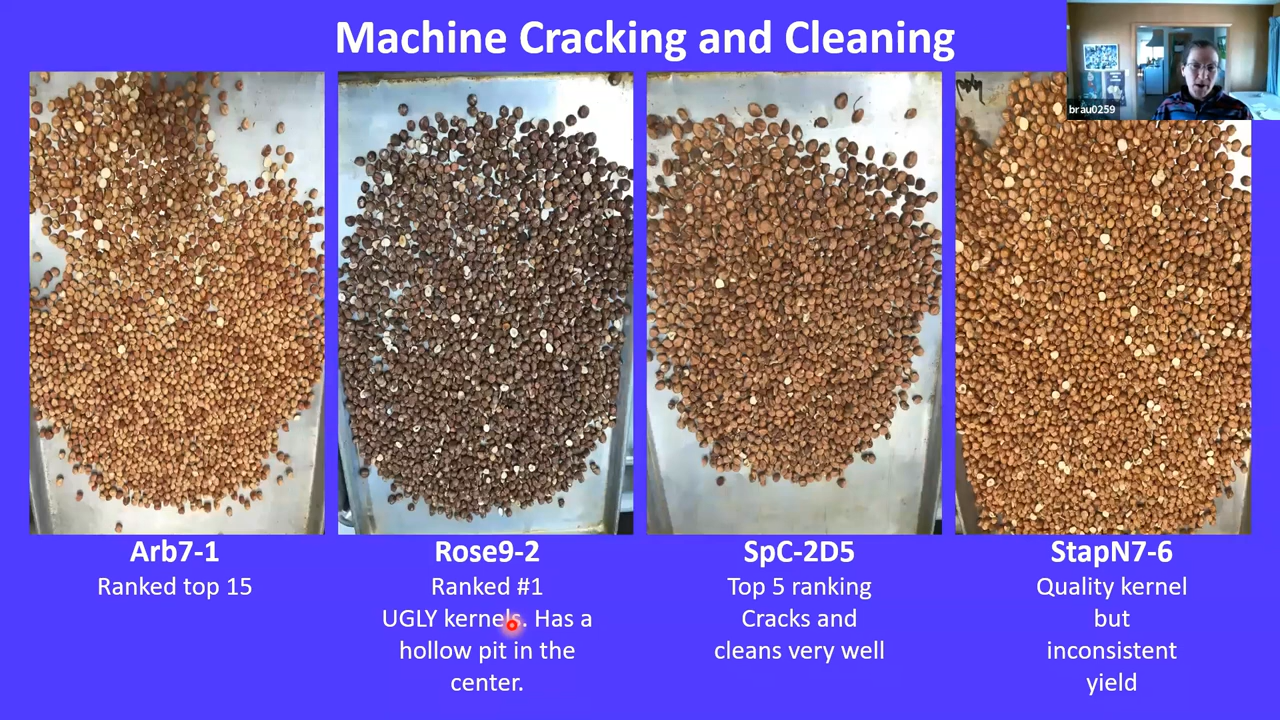 Machine Cracking and Cleaning
brau0259
Arb7-1
Ranked top 15
Rose9-2
Ranked #1
UGLY kernels. Has a
hollow pit in the
center.
SpC-2D5
Top 5 ranking
Cracks and
cleans very well
StapN7-6
Quality kernel
but
inconsistent
yield